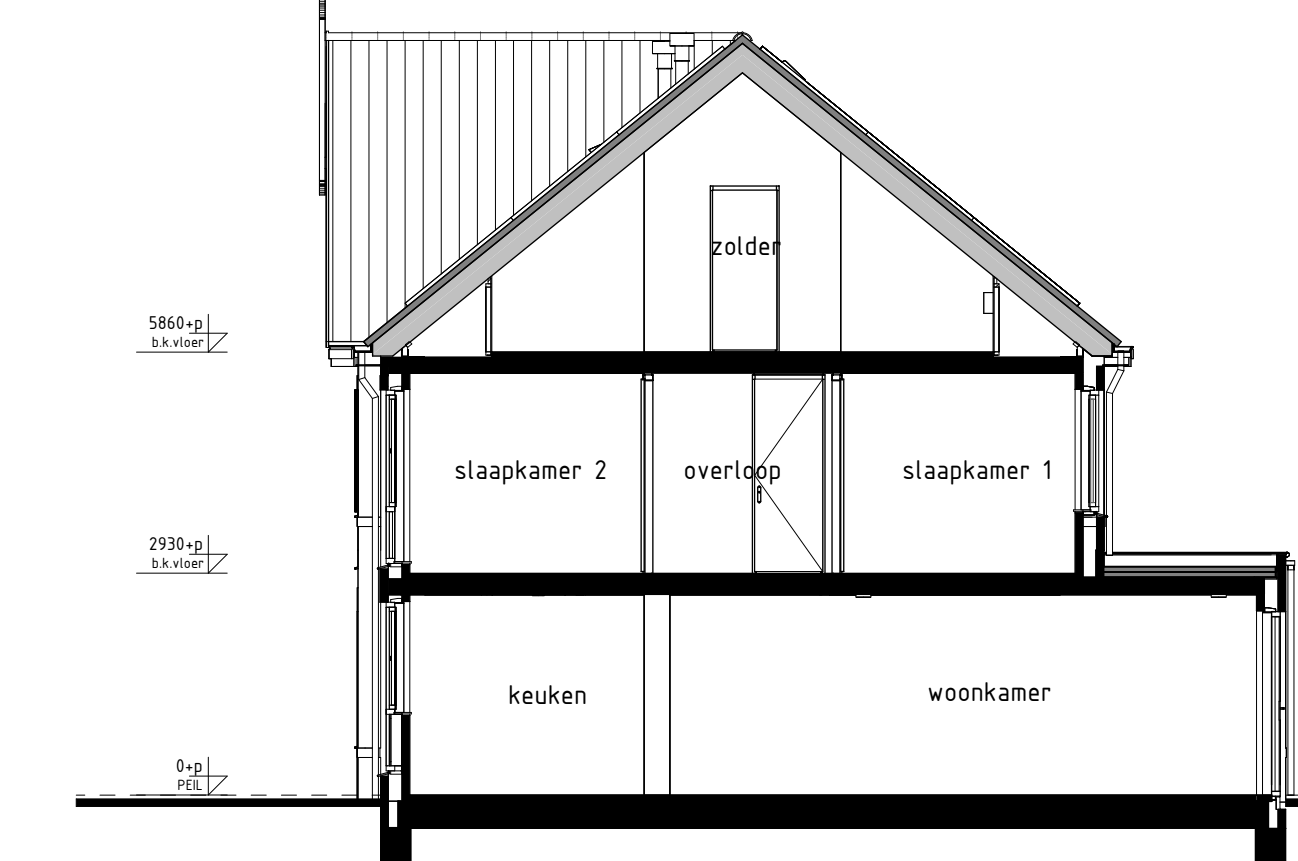 zolder
5860+p
b.k.vloer
slaapkamer 2
overloop
slaapkamer 1
2930+p
b.k.vloer
keuken
woonkamer
0+p
PEIL